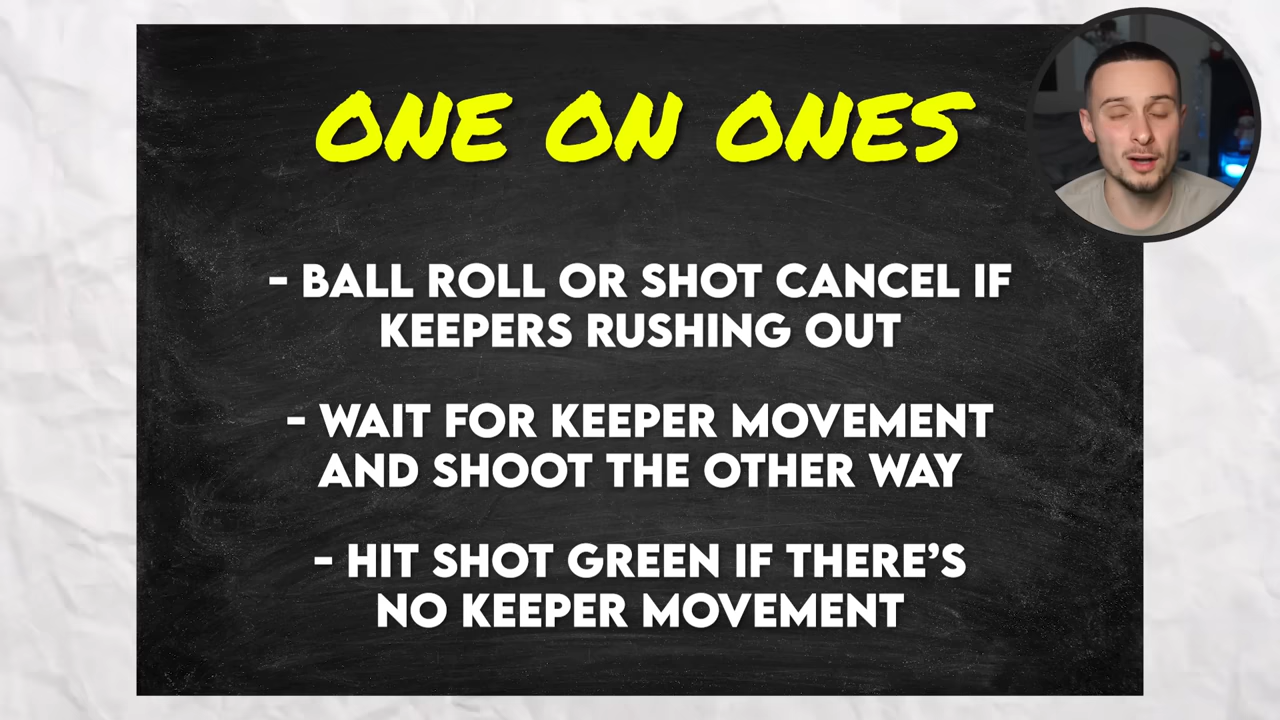 ONE ON ONES
- BALL ROLL OR SHOT CANCEL IF
KEEPERS RUSHING OUT
- WAIT FOR KEEPER MOVEMENT
AND SHOOT THE OTHER WAY
- HIT SHOT GREEN IF THERE'S
NO KEEPER MOVEMENT